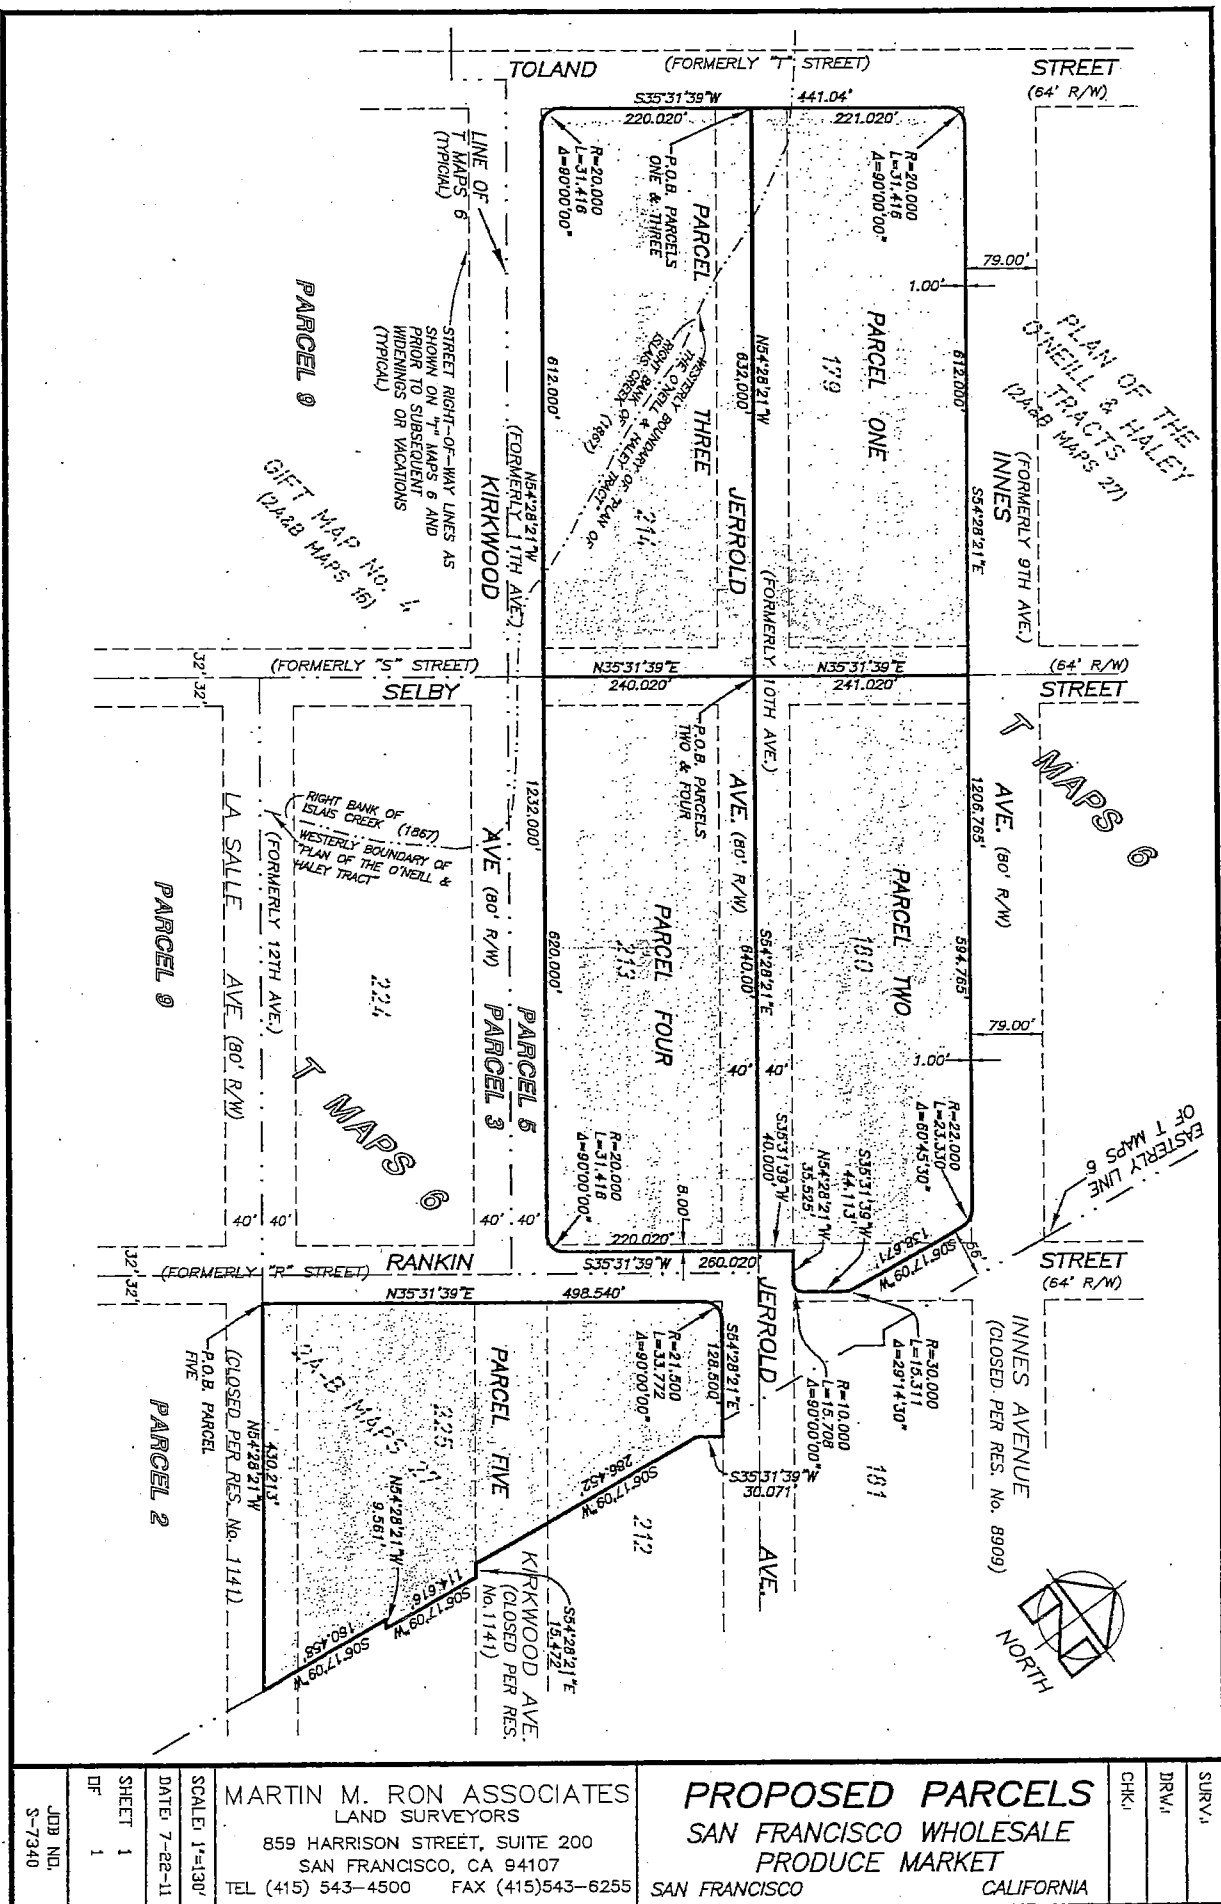 TOLAND
(FORMERLY "T" STREET)
STREET
(64' R/W)
S35°31'39"W
441.04'
220.020'
221.020'
R=20.000
L=31.416
Δ=90°00'00"
P.O.B. PARCELS
ONE & THREE
R=20.000
L=31.416
Δ=90°00'00"
LINE OF
T MAPS 6
(TYPICIAL)
79.00'
1.00'
PARCEL ONE
179
PARCEL THREE
214
WESTERLY BOUNDARY OF "PLAN OF
THE O'NEILL & HALEY TRACT"
RIGHT BANK OF
ISLAIS CREEK (1867)
PLAN OF THE
O'NEILL & HALEY
TRACTS
(2A&B MAPS 27)
PARCEL 9
STREET RIGHT-OF-WAY LINES AS
SHOWN ON "T" MAPS 6 AND
PRIOR TO SUBSEQUENT
WIDENINGS OR VACATIONS
(TYPICAL)
GIFT MAP No. 4
(2A&B MAPS 15)
612.000'
N54°28'21"W
632.000'
612.000'
S54°28'21"E
(FORMERLY 9TH AVE.)
INNES
AVE. (80' R/W)
N54°28'21"W
(FORMERLY 11TH AVE.)
KIRKWOOD
AVE (80' R/W)
JERROLD
AVE. (80' R/W)
(FORMERLY 10TH AVE.)
32' 32'
(FORMERLY "S" STREET)
SELBY
N35°31'39"E
240.020'
N35°31'39"E
241.020'
(64' R/W)
STREET
P.O.B. PARCELS
TWO & FOUR
T MAPS 6
1232.000'
1206.765'
RIGHT BANK OF
ISLAIS CREEK (1867)
WESTERLY BOUNDARY OF
"PLAN OF THE O'NEILL &
HALEY TRACT"
LA SALLE AVE (80' R/W)
(FORMERLY 12TH AVE.)
PARCEL 9
224
T MAPS 6
PARCEL 5
PARCEL 3
620.000'
PARCEL FOUR
213
S54°28'21"E
640.00'
PARCEL TWO
180
594.765'
79.00'
1.00'
40' 40'
R=22.000
L=23.330
Δ=60°45'30"
S35°31'39"W
44.113'
N54°28'21"W
35.525'
S35°31'39"W
40.000'
R=20.000
L=31.416
Δ=90°00'00"
8.00'
EASTERLY LINE
OF T MAPS 6
40' 40'
40' 40'
S06°17'09"W
138.671'
56'
220.020'
S35°31'39"W
260.020'
32' 32'
(FORMERLY "R" STREET)
RANKIN
STREET
(64' R/W)
N35°31'39"E
498.540'
JERROLD
AVE.
R=30.000
L=15.311
Δ=29°14'30"
R=10.000
L=15.708
Δ=90°00'00"
INNES AVENUE
(CLOSED PER RES. No. 8909)
181
P.O.B. PARCEL
FIVE
R=21.500
L=33.772
Δ=90°00'00"
S54°28'21"E
128.500'
S35°31'39"W
30.071'
PARCEL FIVE
225
2A-B MAPS 27
286.452'
S06°17'09"W
212
PARCEL 2
(CLOSED PER RES. No. 1141)
N54°28'21"W
430.213'
N54°28'21"W
9.561'
KIRKWOOD AVE.
(CLOSED PER RES.
No.1141)
S54°28'21"E
15.472'
114.616'
S06°17'09"W
160.458'
S06°17'09"W
NORTH
JOB NO.
S-7340
SHEET 1
OF 1
SCALE: 1"=130'
DATE: 7-22-11
MARTIN M. RON ASSOCIATES
LAND SURVEYORS
859 HARRISON STREET, SUITE 200
SAN FRANCISCO, CA 94107
TEL (415) 543-4500 FAX (415)543-6255
PROPOSED PARCELS
SAN FRANCISCO WHOLESALE
PRODUCE MARKET
SAN FRANCISCO CALIFORNIA
CHK.:
DRW.:
SURV.: